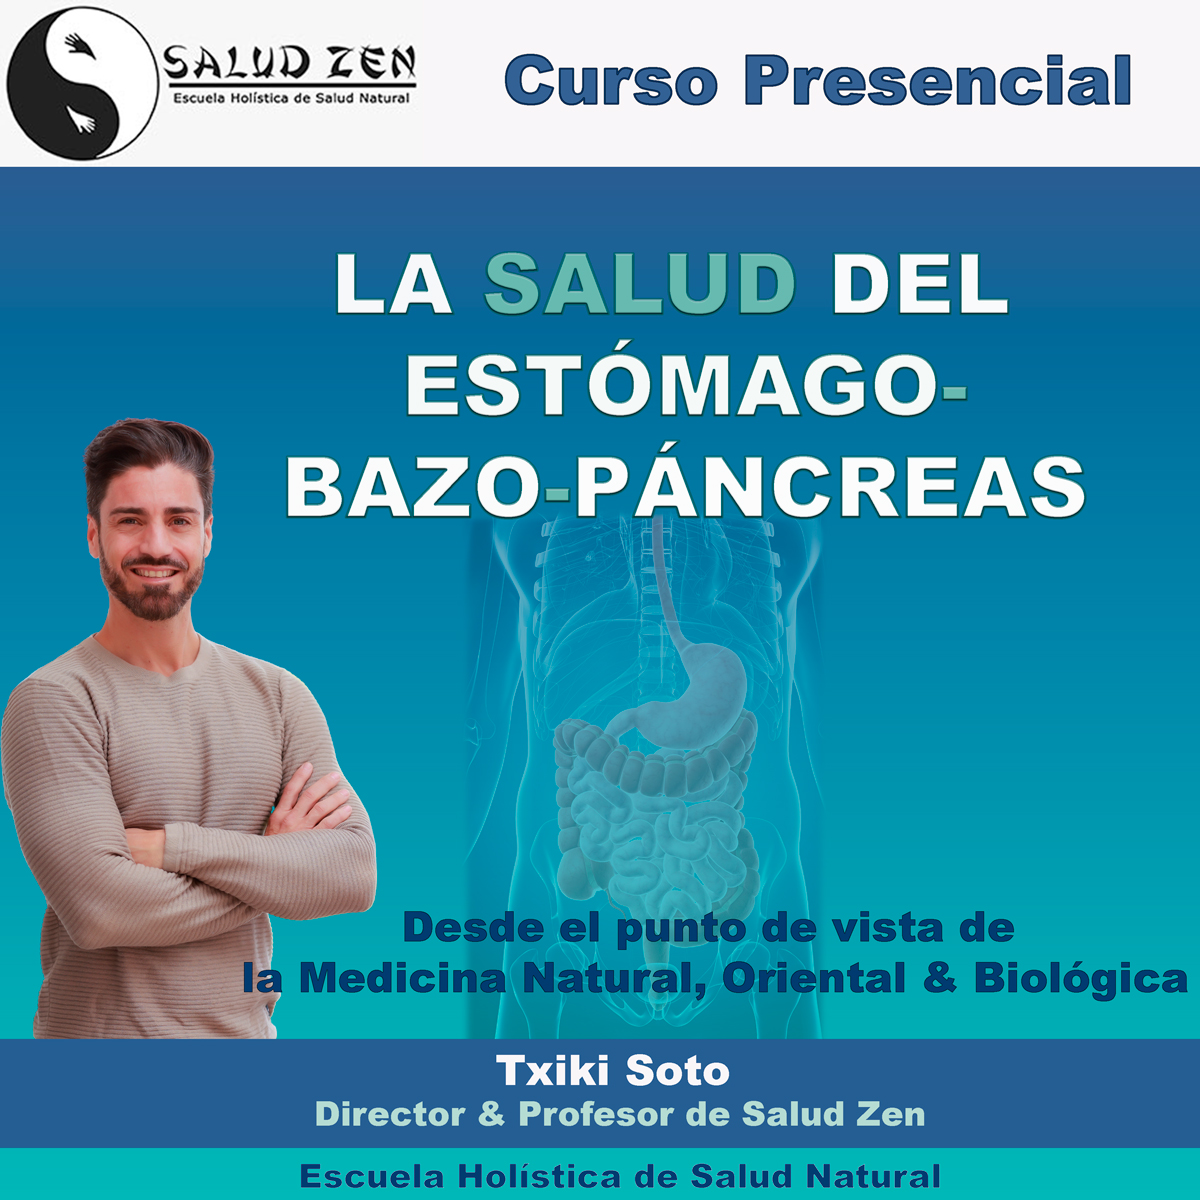 SALUD ZEN
Escuela Holística de Salud Natural
Curso Presencial
LA SALUD DEL
ESTÓMAGO-
BAZO-PÁNCREAS
Desde el punto de vista de
la Medicina Natural, Oriental & Biológica
Txiki Soto
Director & Profesor de Salud Zen
Escuela Holística de Salud Natural